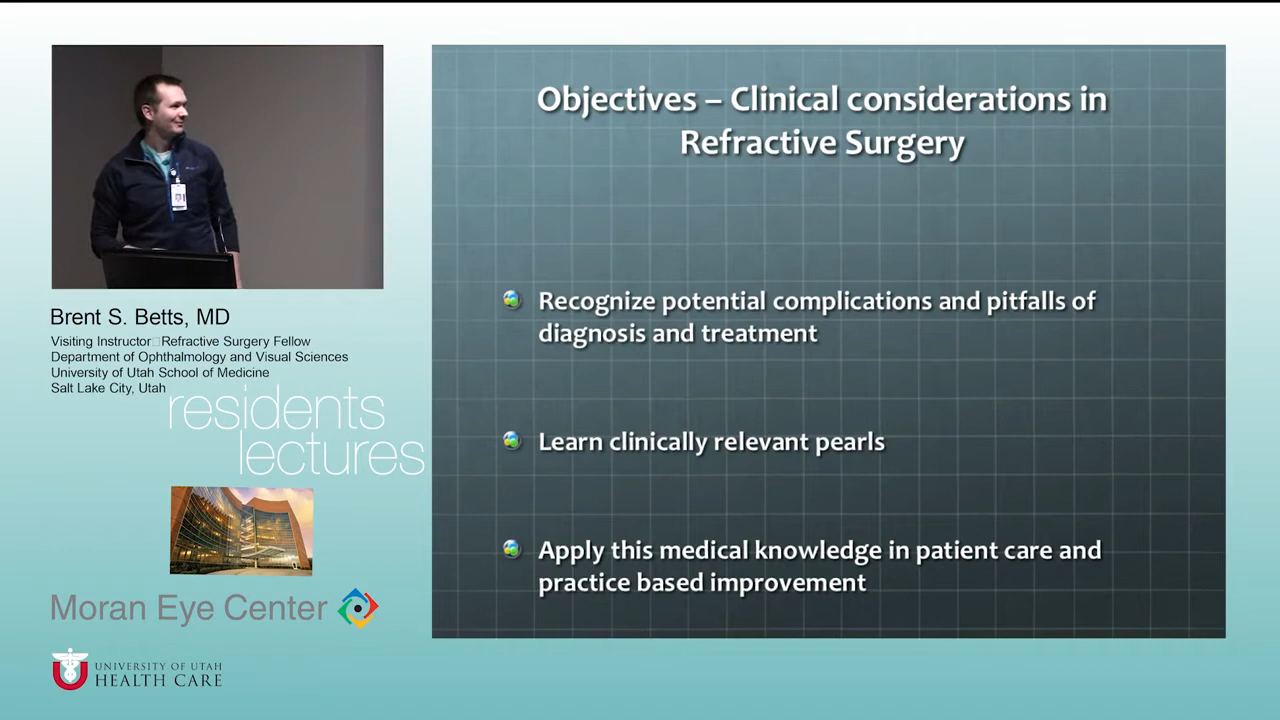 Brent S. Betts, MD
Visiting Instructor□Refractive Surgery Fellow
Department of Ophthalmology and Visual Sciences
University of Utah School of Medicine
Salt Lake City, Utah
residents
lectures
Moran Eye Center
UNIVERSITY OF UTAH
HEALTH CARE
Objectives – Clinical considerations in
Refractive Surgery
Recognize potential complications and pitfalls of
diagnosis and treatment
Learn clinically relevant pearls
Apply this medical knowledge in patient care and
practice based improvement